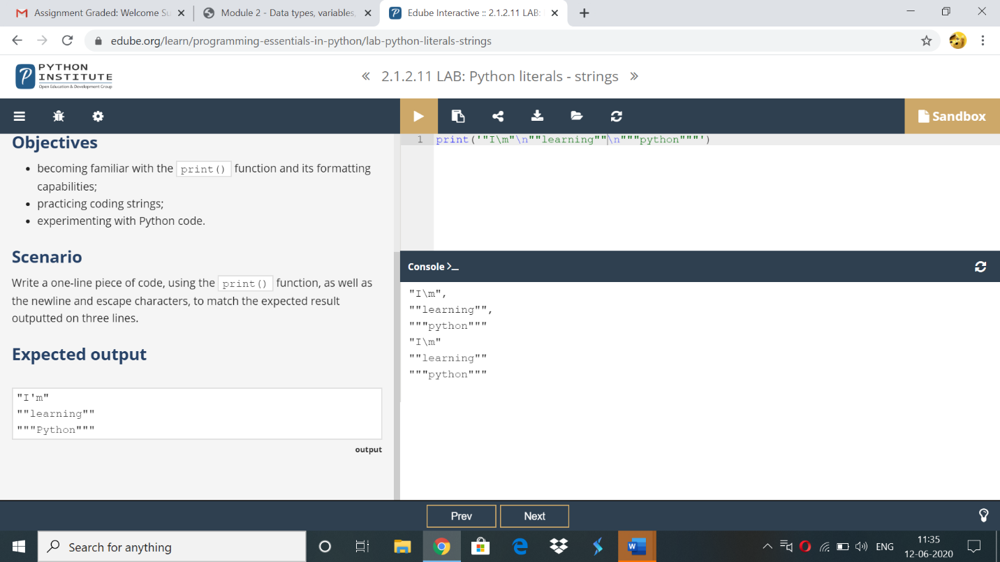 Assignment Graded: Welcome Su
Module 2 - Data types, variables,
Edube Interactive :: 2.1.2.11 LAB:
edube.org/learn/programming-essentials-in-python/lab-python-literals-strings
PYTHON
INSTITUTE
Open Education & Development Group
« 2.1.2.11 LAB: Python literals - strings »
Sandbox
Objectives
• becoming familiar with the print() function and its formatting
capabilities;
• practicing coding strings;
• experimenting with Python code.
Scenario
Write a one-line piece of code, using the print() function, as well as
the newline and escape characters, to match the expected result
outputted on three lines.
Expected output
"I'm"
""learning""
"""Python"""
output
1 print('"I\m"\n""learning""\n"""python"""')
Console >_
"I\m",
""learning"",
"""python"""
"I\m"
""learning""
"""python"""
Prev Next
Search for anything
ENG
11:35
12-06-2020